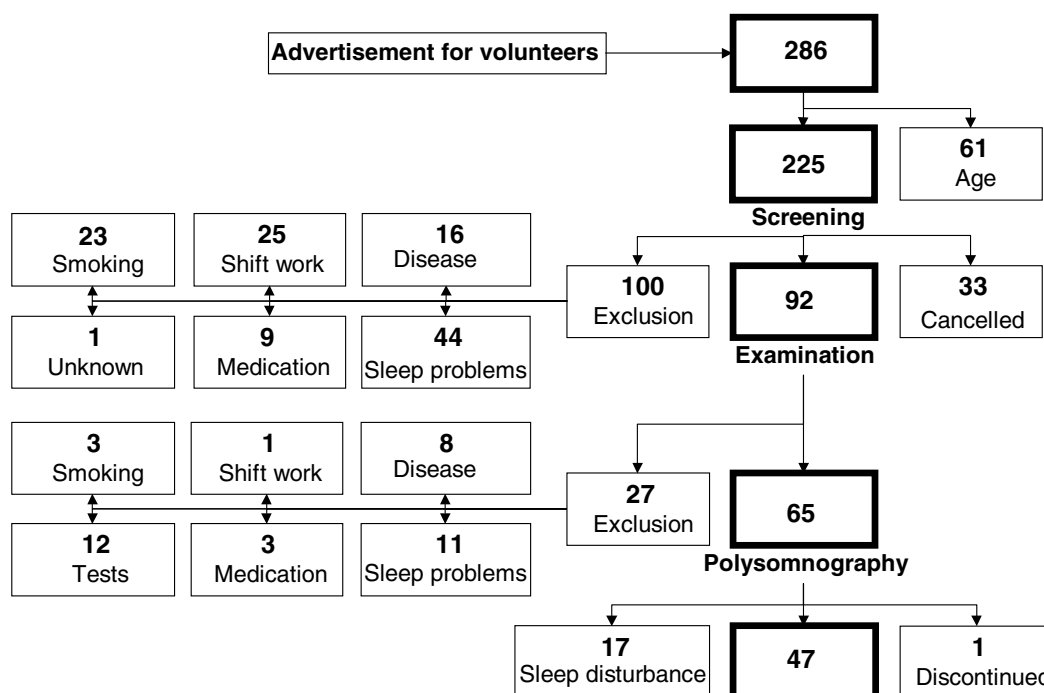 Advertisement for volunteers
286
225
Screening
61
Age
23
Smoking
25
Shift work
16
Disease
100
Exclusion
92
Examination
33
Cancelled
1
Unknown
9
Medication
44
Sleep problems
3
Smoking
1
Shift work
8
Disease
27
Exclusion
65
Polysomnography
12
Tests
3
Medication
11
Sleep problems
17
Sleep disturbance
47
1
Discontinued